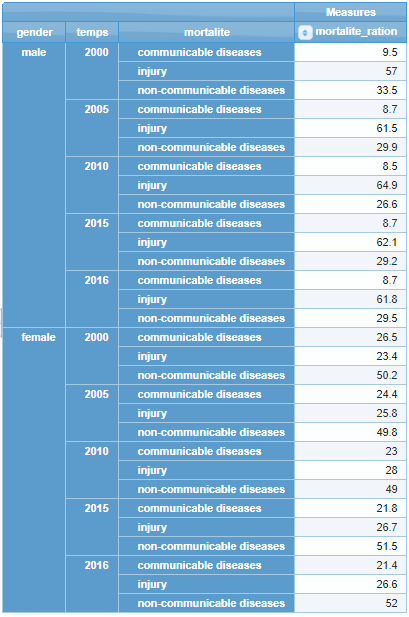 Measures
gender temps mortalite mortalite_ration
male 2000 communicable diseases 9.5
injury 57
non-communicable diseases 33.5
2005 communicable diseases 8.7
injury 61.5
non-communicable diseases 29.9
2010 communicable diseases 8.5
injury 64.9
non-communicable diseases 26.6
2015 communicable diseases 8.7
injury 62.1
non-communicable diseases 29.2
2016 communicable diseases 8.7
injury 61.8
non-communicable diseases 29.5
female 2000 communicable diseases 26.5
injury 23.4
non-communicable diseases 50.2
2005 communicable diseases 24.4
injury 25.8
non-communicable diseases 49.8
2010 communicable diseases 23
injury 28
non-communicable diseases 49
2015 communicable diseases 21.8
injury 26.7
non-communicable diseases 51.5
2016 communicable diseases 21.4
injury 26.6
non-communicable diseases 52